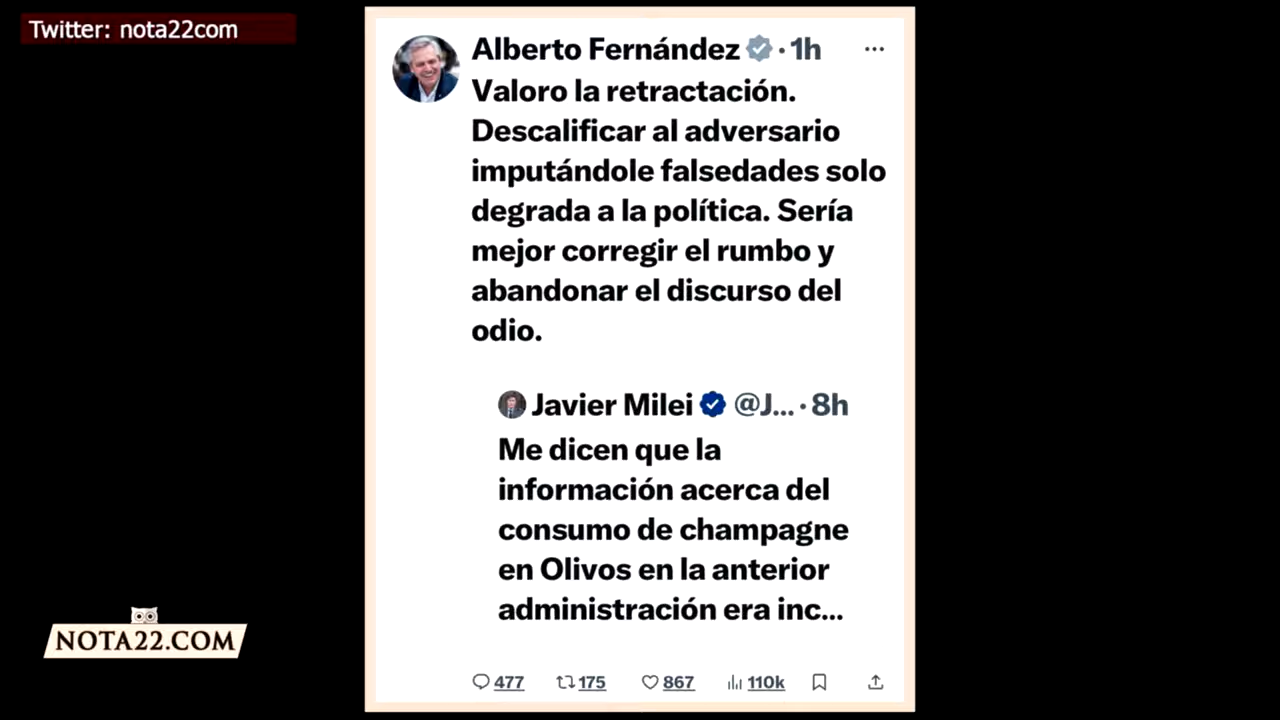 Twitter: nota22com
Alberto Fernández · 1h
Valoro la retractación.
Descalificar al adversario
imputándole falsedades solo
degrada a la política. Sería
mejor corregir el rumbo y
abandonar el discurso del
odio.
Javier Milei @J... · 8h
Me dicen que la
información acerca del
consumo de champagne
en Olivos en la anterior
administración era inc...
477 175 867 110k
NOTA22.COM